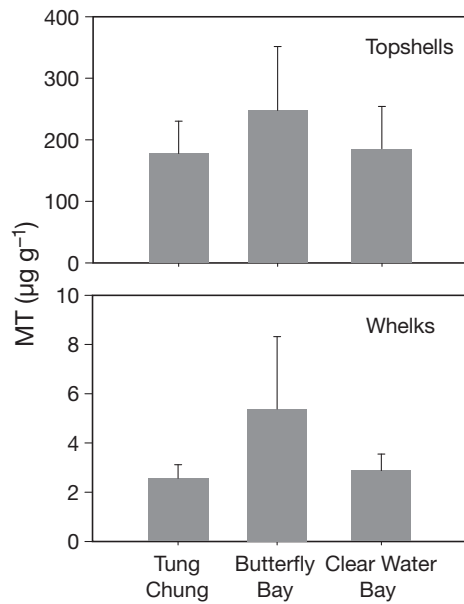 400
Topshells
300
200
100
0
MT (µg g⁻¹)
10
Whelks
8
6
4
2
0
Tung Butterfly Clear Water
Chung Bay Bay